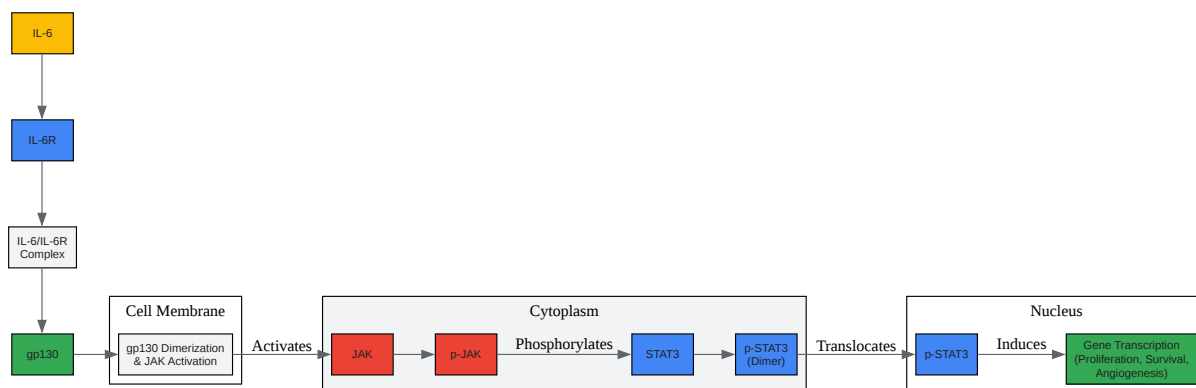 IL-6
IL-6R
IL-6/IL-6R
Complex
gp130
Cell Membrane
gp130 Dimerization
& JAK Activation
Activates
Cytoplasm
JAK
p-JAK
Phosphorylates
STAT3
p-STAT3
(Dimer)
Translocates
Nucleus
p-STAT3
Induces
Gene Transcription
(Proliferation, Survival,
Angiogenesis)